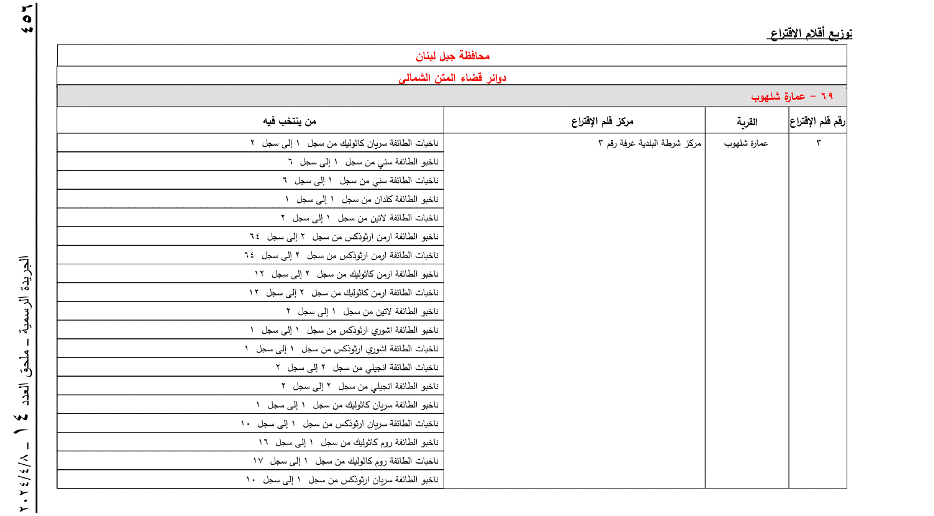 توزيع أقلام الاقتراع
محافظة جبل لبنان
دوائر قضاء المتن الشمالى
٦٩ - عمارة شلهوب
رقم قلم الإقتراع القرية مركز قلم الإقتراع من ينتخب فيه
٣ عمارة شلهوب مركز شرطة البلدية غرفة رقم ٣ ناخبات الطائفة سريان كاثوليك من سجل ١ إلى سجل ٢
ناخبو الطائفة سني من سجل ١ إلى سجل ٦
ناخبات الطائفة سني من سجل ١ إلى سجل ٦
ناخبو الطائفة كلدان من سجل ١ إلى سجل ١
ناخبات الطائفة لاتين من سجل ١ إلى سجل ٢
ناخبو الطائفة ارمن ارثوذكس من سجل ٢ إلى سجل ٦٤
ناخبات الطائفة ارمن ارثوذكس من سجل ٢ إلى سجل ٦٤
ناخبو الطائفة ارمن كاثوليك من سجل ٢ إلى سجل ١٢
ناخبات الطائفة ارمن كاثوليك من سجل ٢ إلى سجل ١٢
ناخبو الطائفة لاتين من سجل ١ إلى سجل ٢
ناخبو الطائفة اشوري ارثوذكس من سجل ١ إلى سجل ١
ناخبات الطائفة اشوري ارثوذكس من سجل ١ إلى سجل ١
ناخبات الطائفة انجيلي من سجل ٢ إلى سجل ٢
ناخبو الطائفة انجيلي من سجل ٢ إلى سجل ٢
ناخبو الطائفة سريان كاثوليك من سجل ١ إلى سجل ١
ناخبات الطائفة سريان ارثوذكس من سجل ١ إلى سجل ١٠
ناخبو الطائفة روم كاثوليك من سجل ١ إلى سجل ١٦
ناخبات الطائفة روم كاثوليك من سجل ١ إلى سجل ١٧
ناخبو الطائفة سريان ارثوذكس من سجل ١ إلى سجل ١٠
٤٥٦
الجريدة الرسمية – ملحق العدد ١٤ – ٢٠٢٤/٤/٨